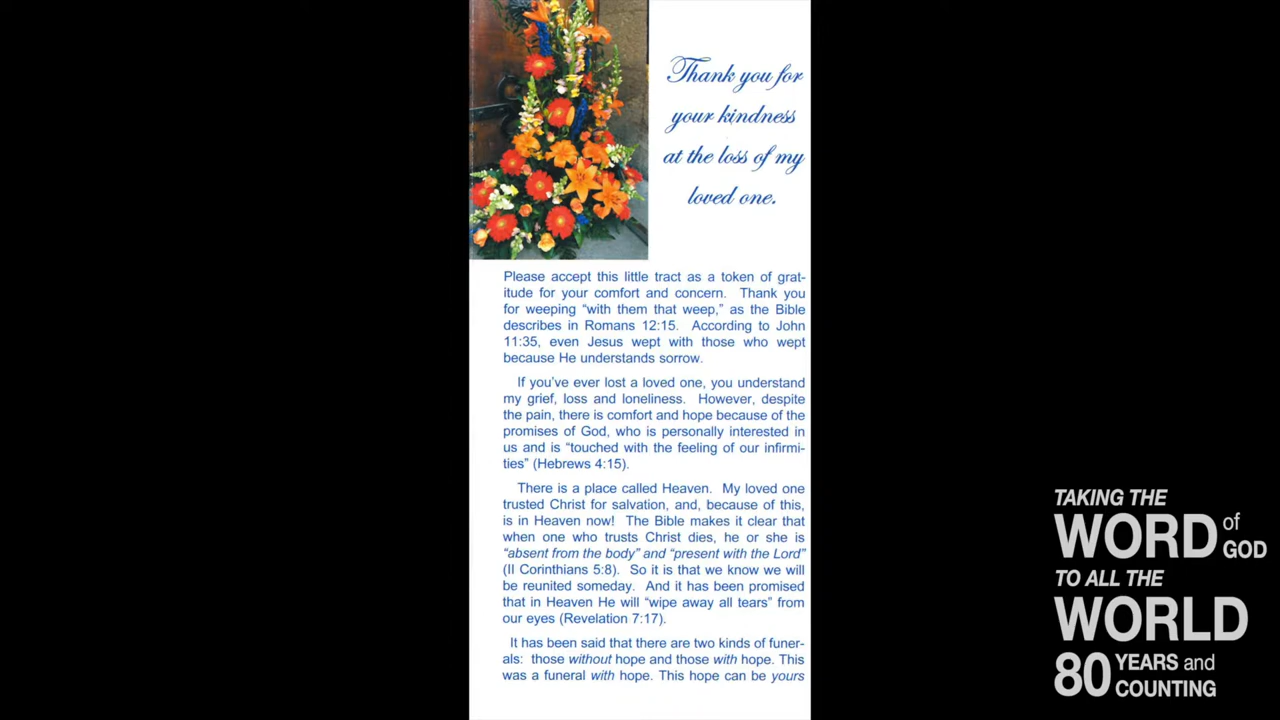 Thank you for
your kindness
at the loss of my
loved one.
Please accept this little tract as a token of grat-
itude for your comfort and concern. Thank you
for weeping “with them that weep,” as the Bible
describes in Romans 12:15. According to John
11:35, even Jesus wept with those who wept
because He understands sorrow.
If you’ve ever lost a loved one, you understand
my grief, loss and loneliness. However, despite
the pain, there is comfort and hope because of the
promises of God, who is personally interested in
us and is “touched with the feeling of our infirmi-
ties” (Hebrews 4:15).
There is a place called Heaven. My loved one
trusted Christ for salvation, and, because of this,
is in Heaven now! The Bible makes it clear that
when one who trusts Christ dies, he or she is
“absent from the body” and “present with the Lord”
(II Corinthians 5:8). So it is that we know we will
be reunited someday. And it has been promised
that in Heaven He will “wipe away all tears” from
our eyes (Revelation 7:17).
It has been said that there are two kinds of funer-
als: those without hope and those with hope. This
was a funeral with hope. This hope can be yours
TAKING THE
WORD of GOD
TO ALL THE
WORLD
80 YEARS and COUNTING